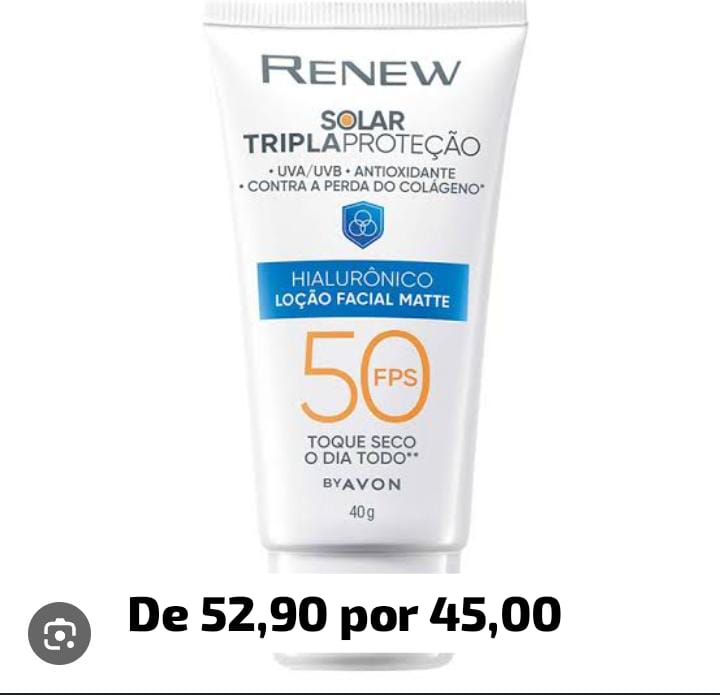 RENEW
SOLAR
TRIPLAPROTEÇÃO
• UVA/UVB • ANTIOXIDANTE
• CONTRA A PERDA DO COLÁGENO*
HIALURÔNICO
LOÇÃO FACIAL MATTE
50
FPS
TOQUE SECO
O DIA TODO**
BY AVON
40g
De 52,90 por 45,00